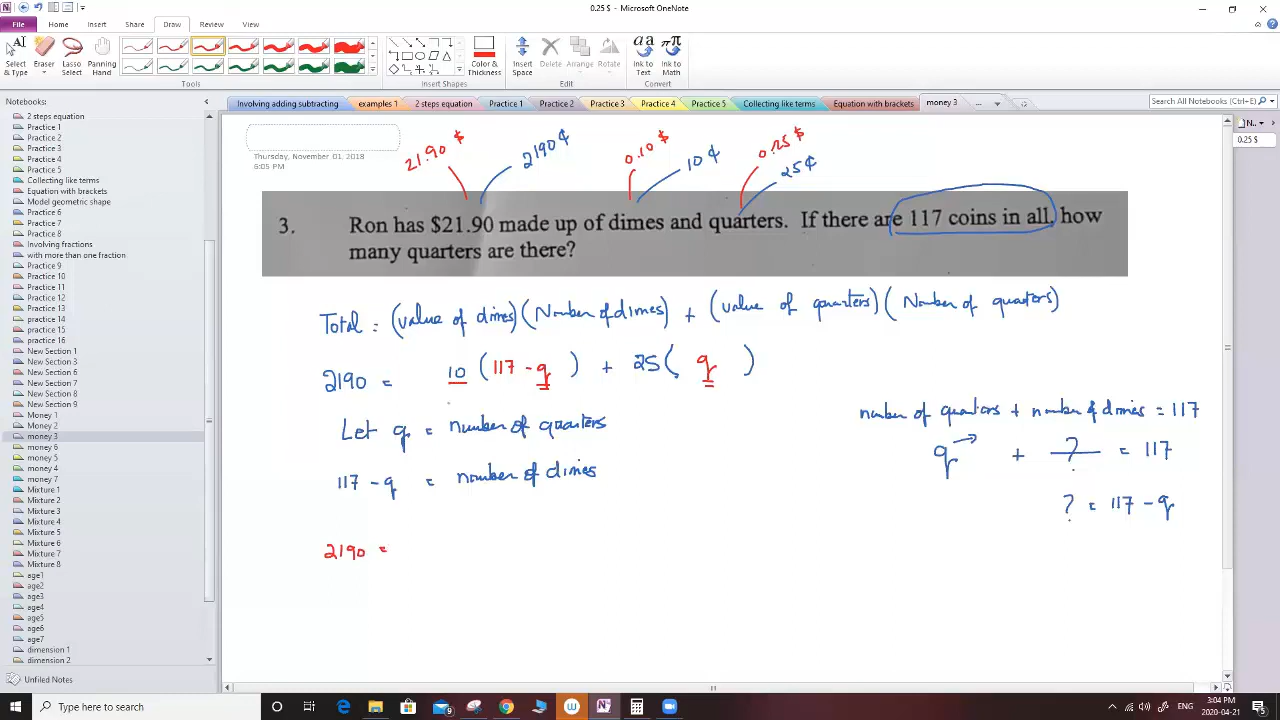 0.25 $ - Microsoft OneNote
File Home Insert Share Draw Review View
Select & Type Eraser Lasso Select Panning Hand Color & Thickness Insert Space Delete Arrange Rotate Ink to Text Ink to Math
Tools Insert Shapes Edit Convert
Notebooks:
Involving adding subtracting examples 1 2 steps equation Practice 1 Practice 2 Practice 3 Practice 4 Practice 5 Collecting like terms Equation with brackets money 3 ...
Search All Notebooks (Ctrl+E)
N..
0.25 $
2 steps equation
Practice 1
Practice 2
Practice 3
Practice 4
Practice 5
Collecting like terms
Equation with brackets
Model geometric shape
Practice 6
Practice 7
Practice 8
Involving fractions
with more than one fraction
Practice 9
Practice 10
Practice 11
Practice 12
Practice 13
practice 14
practice 15
practice 16
New Section 1
New Section 2
New Section 3
New Section 4
New Section 6
New Section 7
New Section 8
New Section 9
Money 1
Money 2
money 3
money 6
money 5
money 4
money 7
Mixture 1
Mixture 2
Mixture 3
Mixture 4
Mixture 5
Mixture 6
Mixture 7
Mixture 8
age1
age2
age3
age4
age5
age6
age7
dimension 1
dimension 2
Unfiled Notes
Thursday, November 01, 2018
6:05 PM
21.90 $ 2190¢ 0.10 $ 10¢ 0.25 $ 25¢
3. Ron has $21.90 made up of dimes and quarters. If there are 117 coins in all, how
many quarters are there?
Total = (value of dimes)(Number of dimes) + (value of quarters)(Number of quarters)
2190 = 10 (117 - q) + 25( q )
Let q = number of quarters
117 - q = number of dimes
number of quarters + number of dimes = 117
q → + ? = 117
? = 117 - q
2190 =
Type here to search
3:04 PM
2020-04-21